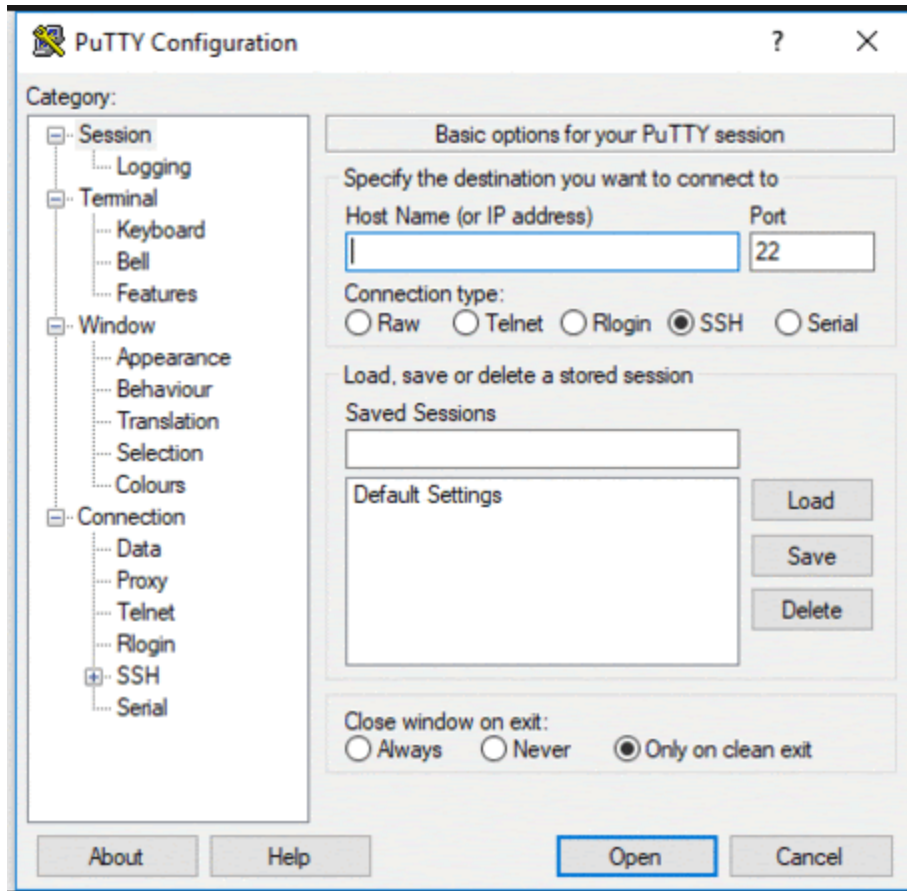 PuTTY Configuration
?
Category:
Session
Logging
Terminal
Keyboard
Bell
Features
Window
Appearance
Behaviour
Translation
Selection
Colours
Connection
Data
Proxy
Telnet
Rlogin
SSH
Serial
Basic options for your PuTTY session
Specify the destination you want to connect to
Host Name (or IP address) Port
22
Connection type:
Raw Telnet Rlogin SSH Serial
Load, save or delete a stored session
Saved Sessions
Default Settings
Load
Save
Delete
Close window on exit:
Always Never Only on clean exit
About Help Open Cancel